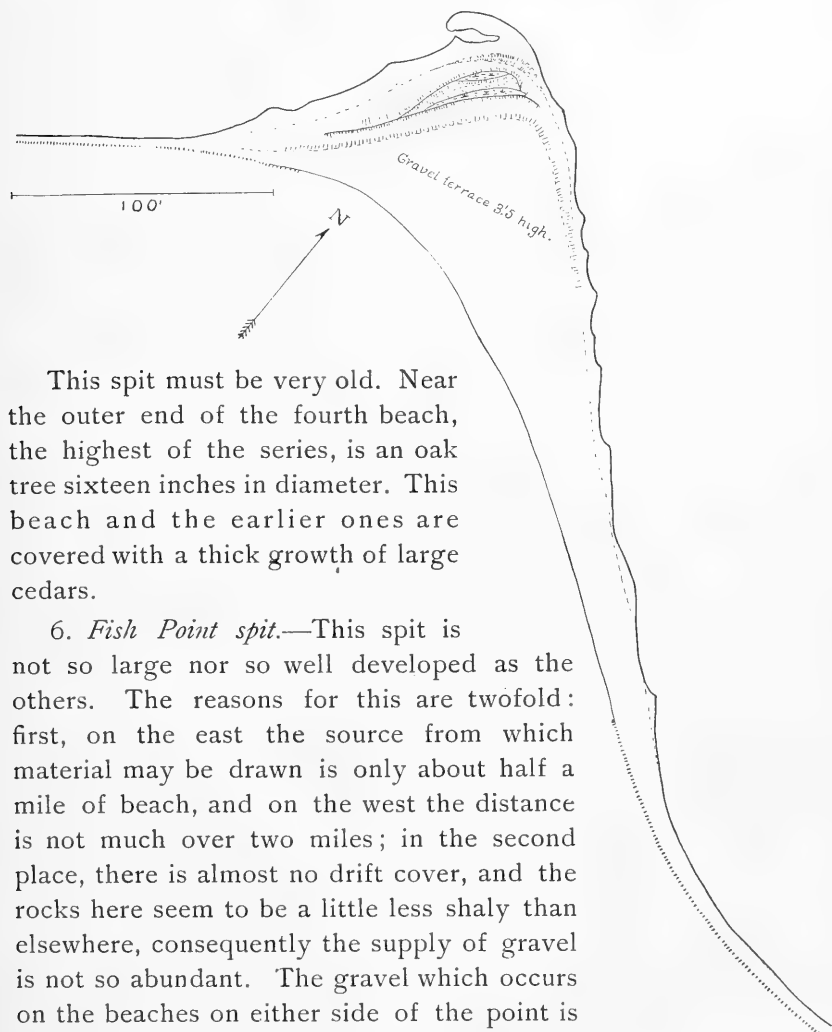 Gravel terrace 3.'5 high.
100'
N
This spit must be very old. Near
the outer end of the fourth beach,
the highest of the series, is an oak
tree sixteen inches in diameter. This
beach and the earlier ones are
covered with a thick growth of large
cedars.
6. Fish Point spit.—This spit is
not so large nor so well developed as the
others. The reasons for this are twofold:
first, on the east the source from which
material may be drawn is only about half a
mile of beach, and on the west the distance
is not much over two miles; in the second
place, there is almost no drift cover, and the
rocks here seem to be a little less shaly than
elsewhere, consequently the supply of gravel
is not so abundant. The gravel which occurs
on the beaches on either side of the point is